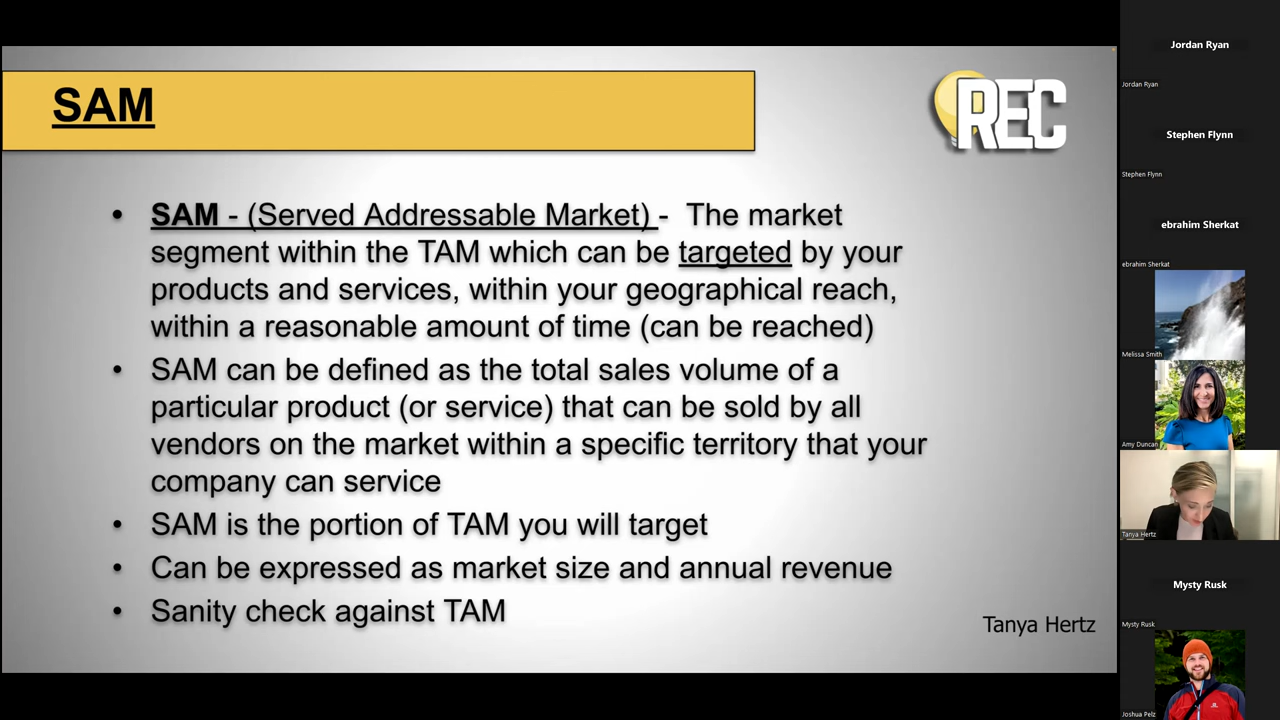 SAM
REC
• SAM - (Served Addressable Market) - The market
segment within the TAM which can be targeted by your
products and services, within your geographical reach,
within a reasonable amount of time (can be reached)
• SAM can be defined as the total sales volume of a
particular product (or service) that can be sold by all
vendors on the market within a specific territory that your
company can service
• SAM is the portion of TAM you will target
• Can be expressed as market size and annual revenue
• Sanity check against TAM
Tanya Hertz
Jordan Ryan
Jordan Ryan
Stephen Flynn
Stephen Flynn
ebrahim Sherkat
ebrahim Sherkat
Melissa Smith
Amy Duncan
Tanya Hertz
Mysty Rusk
Mysty Rusk
Joshua Pelz